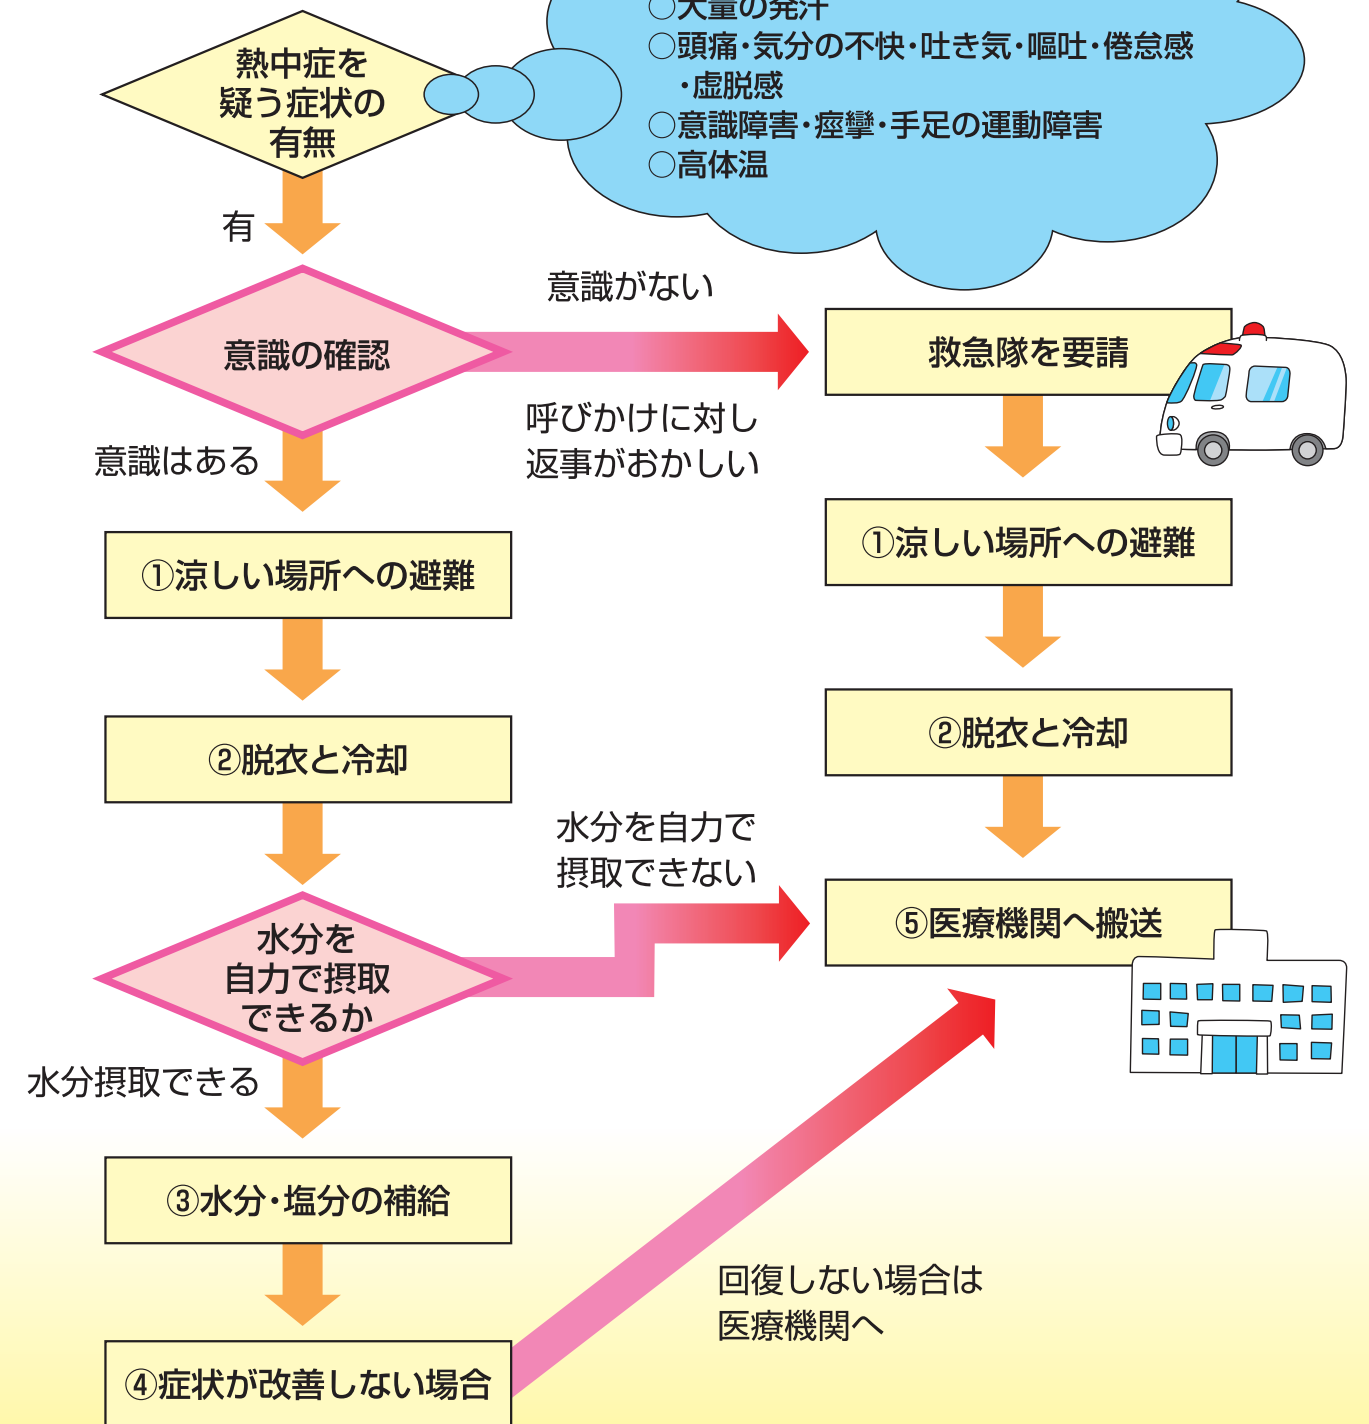 ○大量の発汗
○頭痛・気分の不快・吐き気・嘔吐・倦怠感
・虚脱感
○意識障害・痙攣・手足の運動障害
○高体温
熱中症を
疑う症状の
有無
有
意識の確認
意識がない
呼びかけに対し
返事がおかしい
救急隊を要請
意識はある
①涼しい場所への避難
②脱衣と冷却
①涼しい場所への避難
②脱衣と冷却
水分を
自力で摂取
できるか
水分を自力で
摂取できない
⑤医療機関へ搬送
水分摂取できる
③水分・塩分の補給
④症状が改善しない場合
回復しない場合は
医療機関へ